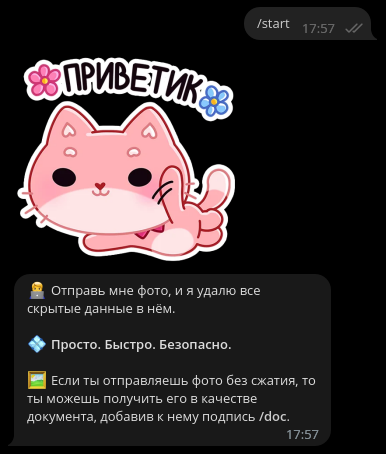 /start 17:57
ПРИВЕТИК
Отправь мне фото, и я удалю все
скрытые данные в нём.
Просто. Быстро. Безопасно.
Если ты отправляешь фото без сжатия, то
ты можешь получить его в качестве
документа, добавив к нему подпись /doc.
17:57